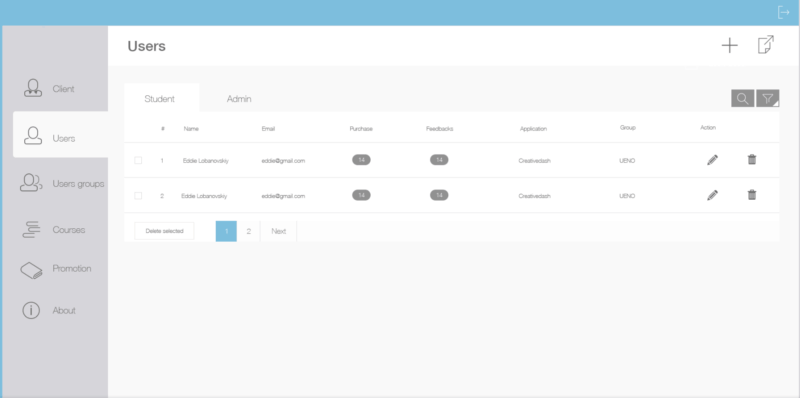 Users
Client
Users
Users groups
Courses
Promotion
About
Student Admin
# Name Email Purchase Feedbacks Application Group Action
1 Eddie Lobanovskiy eddie@gmail.com 14 14 Creativedash UENO
2 Eddie Lobanovskiy eddie@gmail.com 14 14 Creativedash UENO
Delete selected 1 2 Next